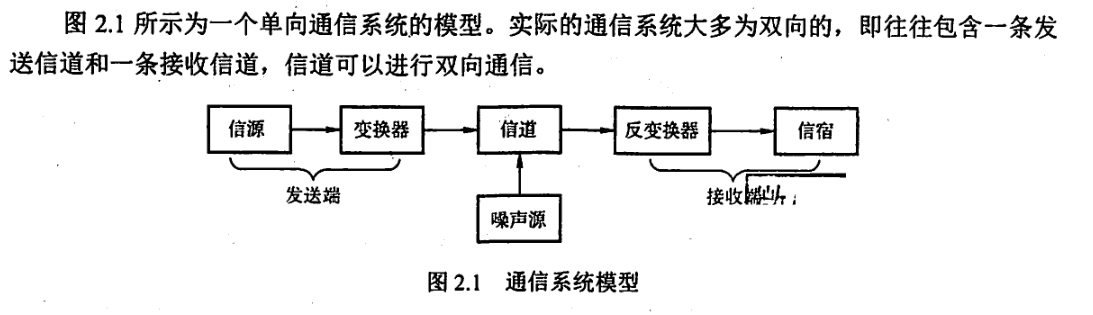 图 2.1 所示为一个单向通信系统的模型。实际的通信系统大多为双向的，即往往包含一条发
送信道和一条接收信道，信道可以进行双向通信。
信源 变换器 信道 反变换器 信宿
发送端 接收端
噪声源
图 2.1 通信系统模型